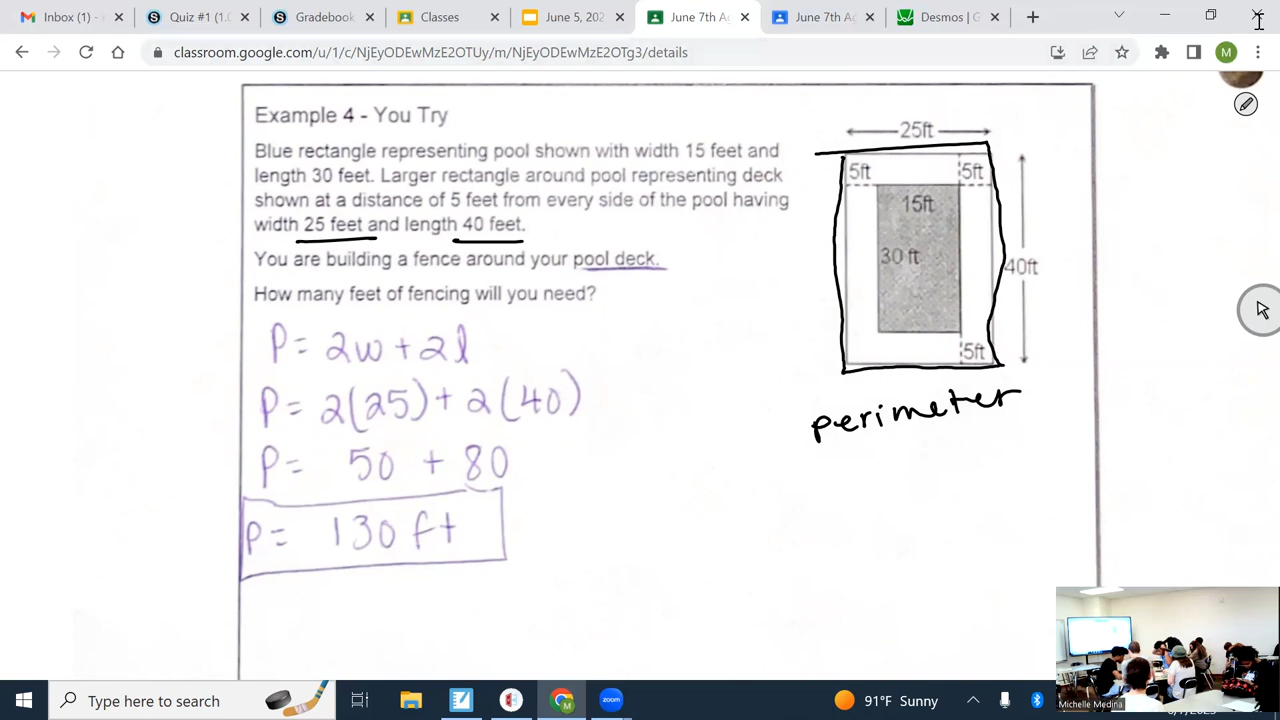 Inbox (1) -
Quiz 1 (1.0
Gradebook
Classes
June 5, 202
June 7th Ag
June 7th Ag
Desmos | G
classroom.google.com/u/1/c/NjEyODEwMzE2OTUy/m/NjEyODEwMzE2OTg3/details
M
Example 4 - You Try
Blue rectangle representing pool shown with width 15 feet and
length 30 feet. Larger rectangle around pool representing deck
shown at a distance of 5 feet from every side of the pool having
width 25 feet and length 40 feet.
You are building a fence around your pool deck.
How many feet of fencing will you need?
P = 2w + 2l
P = 2(25) + 2(40)
P = 50 + 80
P = 130 ft
25ft
5ft
5ft
15ft
30 ft
40ft
5ft
perimeter
Michelle Medina
Type here to search
zoom
91°F Sunny